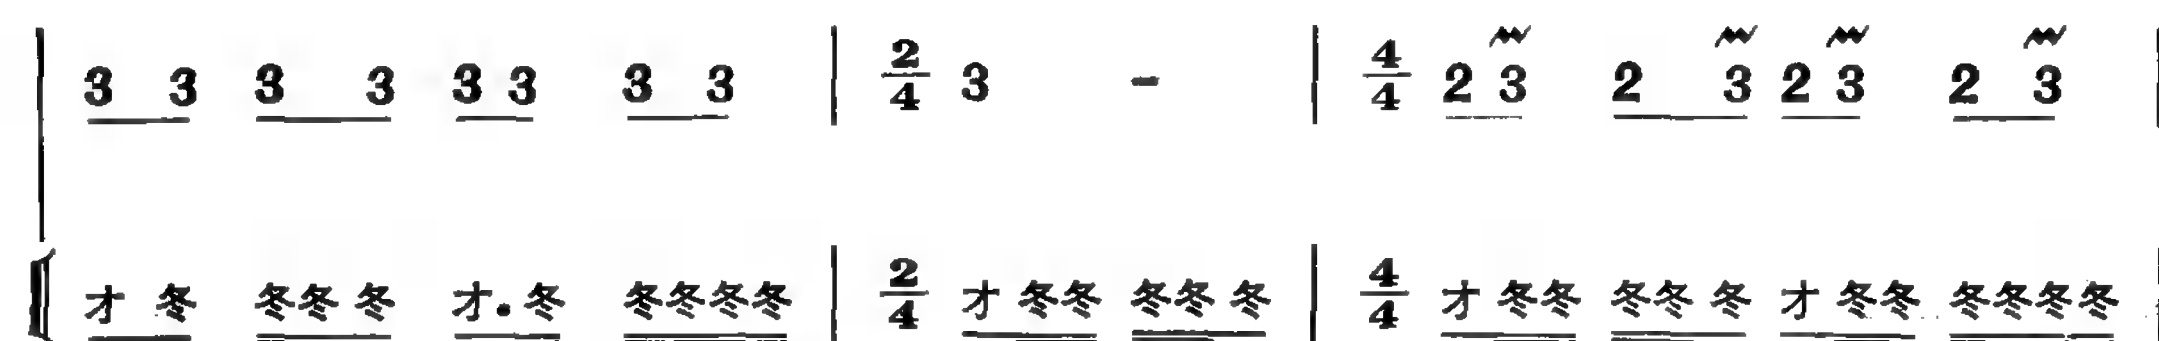 3 3 3 3 3 3 3 3 | 2/4 3 - | 4/4 2 3 2 3 2 3 2 3
才 冬 冬冬 冬 才. 冬 冬冬冬冬 | 2/4 才 冬冬 冬冬 冬 | 4/4 才 冬冬 冬冬 冬 才 冬冬 冬冬冬冬